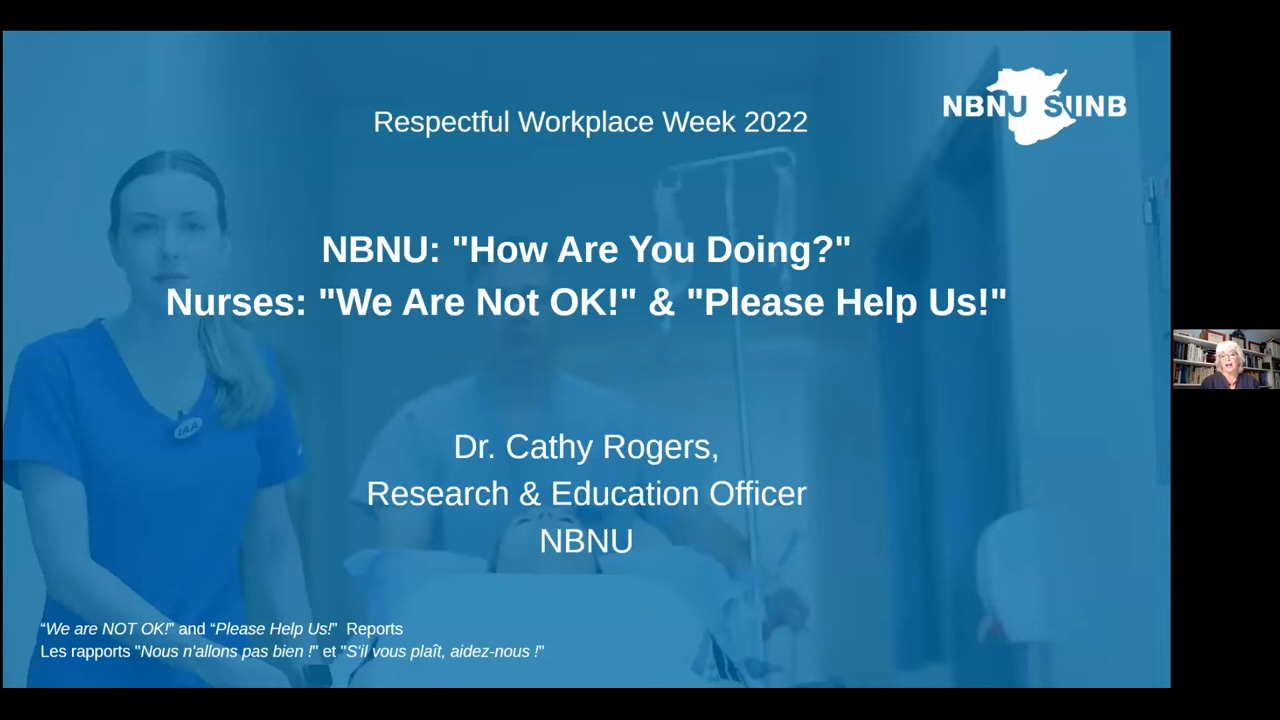 NBNU SIINB
Respectful Workplace Week 2022
NBNU: "How Are You Doing?"
Nurses: "We Are Not OK!" & "Please Help Us!"
IAA
Dr. Cathy Rogers,
Research & Education Officer
NBNU
“We are NOT OK!” and “Please Help Us!”  Reports
Les rapports "Nous n'allons pas bien !" et "S'il vous plaît, aidez-nous !"